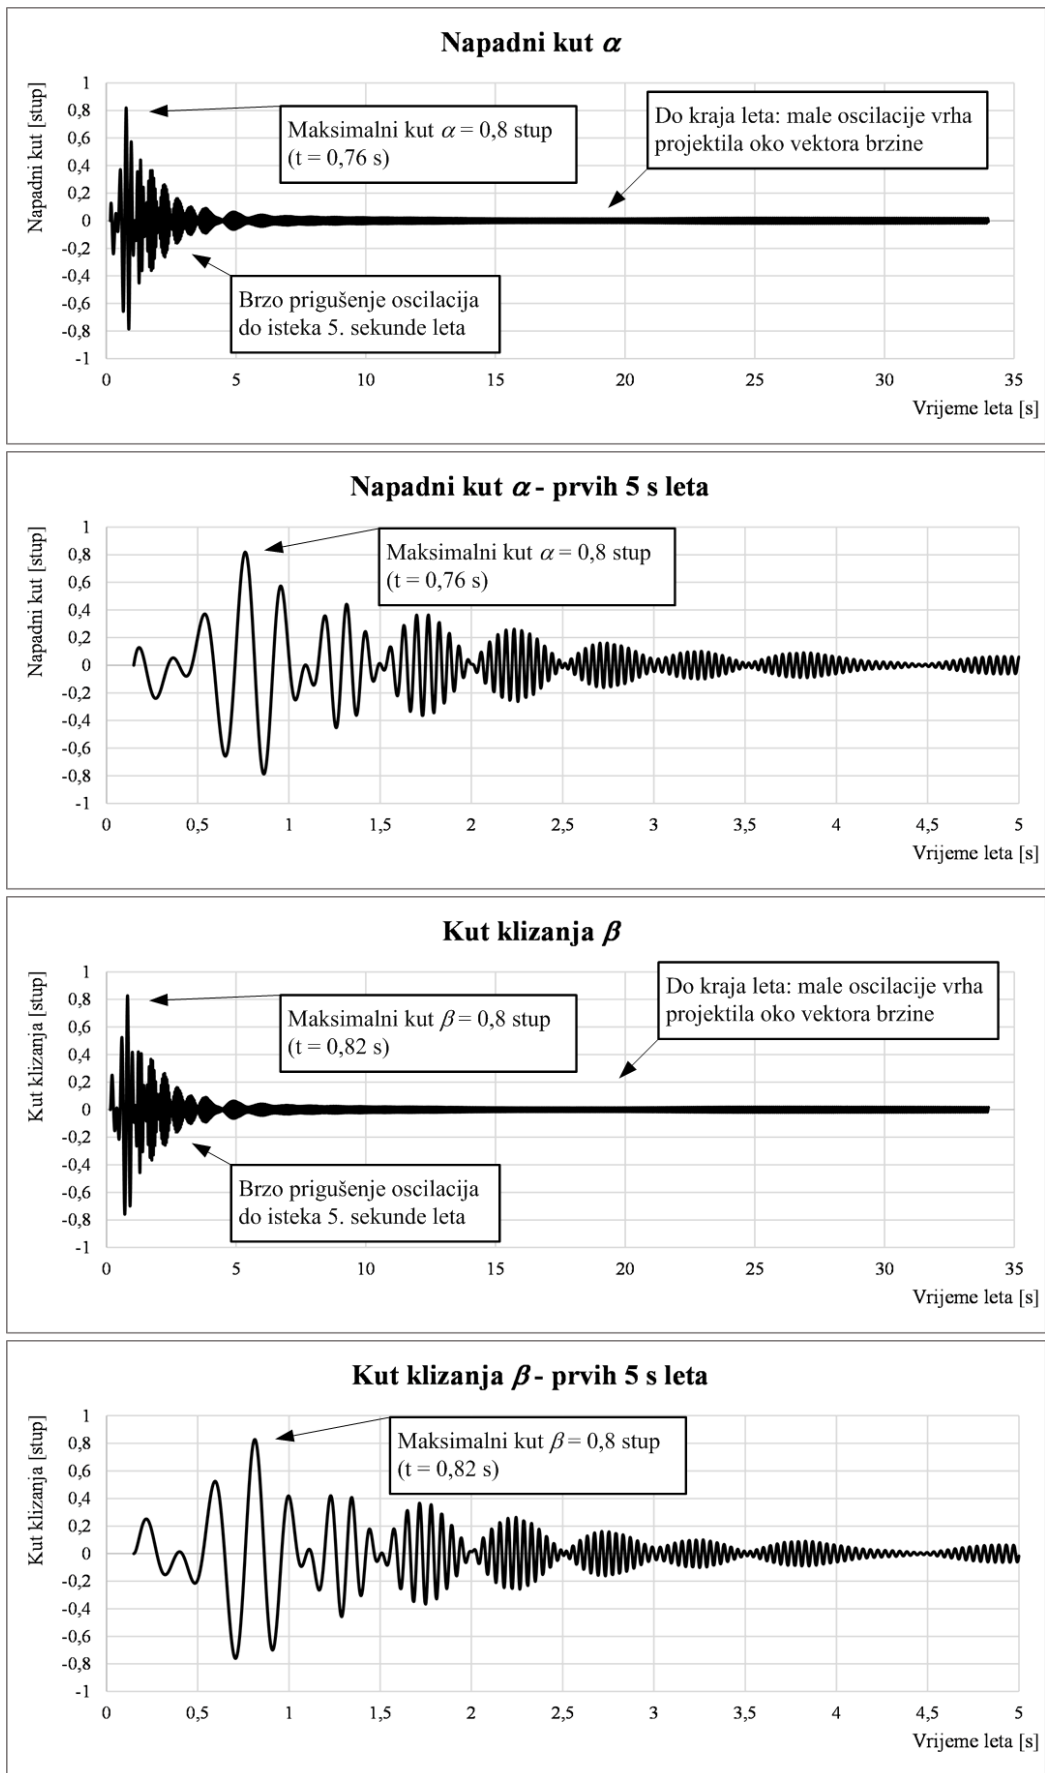 Napadni kut α
Napadni kut [stup]
1
0,8
0,6
0,4
0,2
0
-0,2
-0,4
-0,6
-0,8
-1
Maksimalni kut α = 0,8 stup
(t = 0,76 s)
Do kraja leta: male oscilacije vrha
projektila oko vektora brzine
Brzo prigušenje oscilacija
do isteka 5. sekunde leta
0 5 10 15 20 25 30 35
Vrijeme leta [s]
Napadni kut α - prvih 5 s leta
Napadni kut [stup]
1
0,8
0,6
0,4
0,2
0
-0,2
-0,4
-0,6
-0,8
-1
Maksimalni kut α = 0,8 stup
(t = 0,76 s)
0 0,5 1 1,5 2 2,5 3 3,5 4 4,5 5
Vrijeme leta [s]
Kut klizanja β
Kut klizanja [stup]
1
0,8
0,6
0,4
0,2
0
-0,2
-0,4
-0,6
-0,8
-1
Maksimalni kut β = 0,8 stup
(t = 0,82 s)
Do kraja leta: male oscilacije vrha
projektila oko vektora brzine
Brzo prigušenje oscilacija
do isteka 5. sekunde leta
0 5 10 15 20 25 30 35
Vrijeme leta [s]
Kut klizanja β - prvih 5 s leta
Kut klizanja [stup]
1
0,8
0,6
0,4
0,2
0
-0,2
-0,4
-0,6
-0,8
-1
Maksimalni kut β = 0,8 stup
(t = 0,82 s)
0 0,5 1 1,5 2 2,5 3 3,5 4 4,5 5
Vrijeme leta [s]